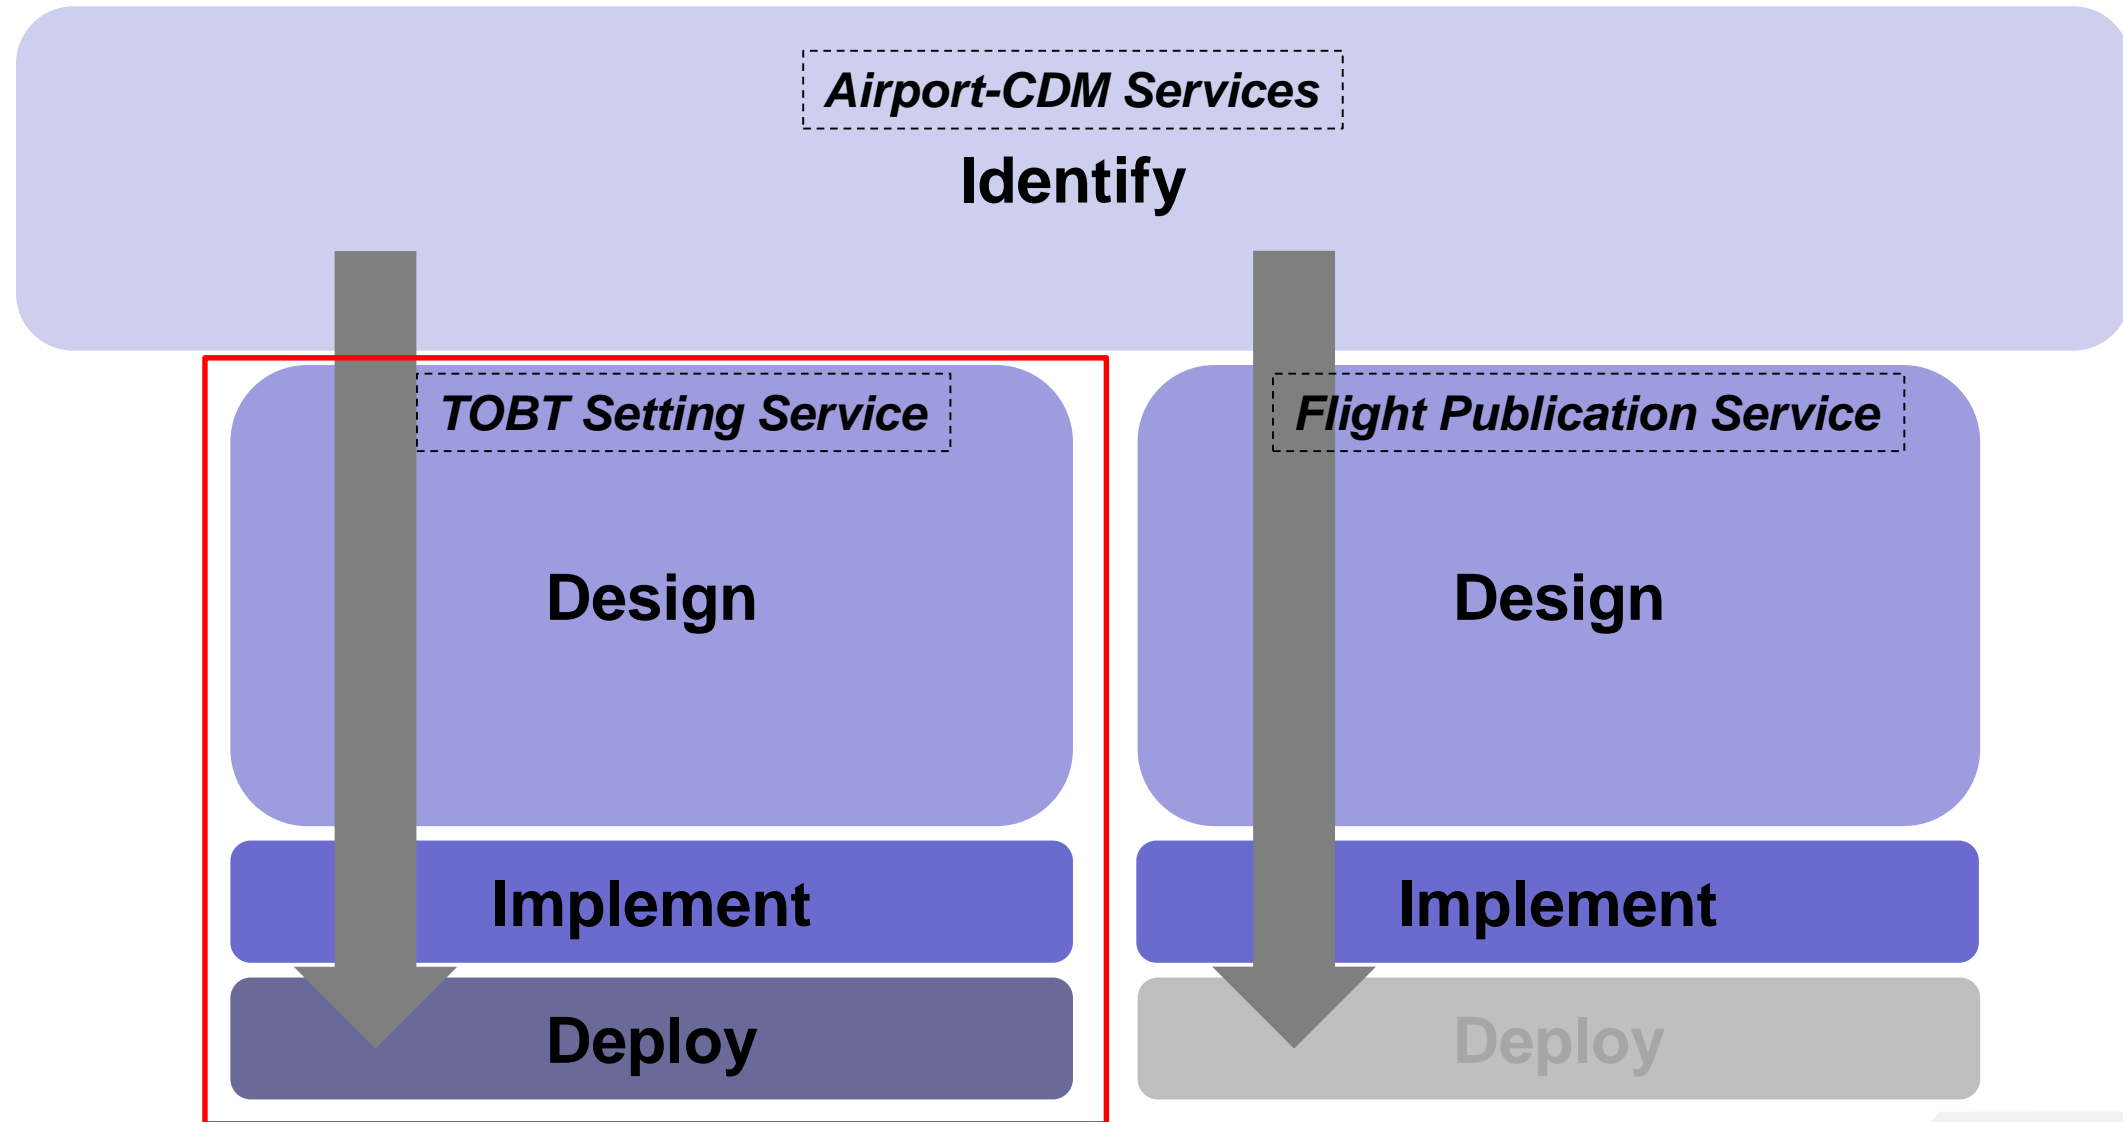 Airport-CDM Services
Identify
TOBT Setting Service
Design
Implement
Deploy
Flight Publication Service
Design
Implement
Deploy